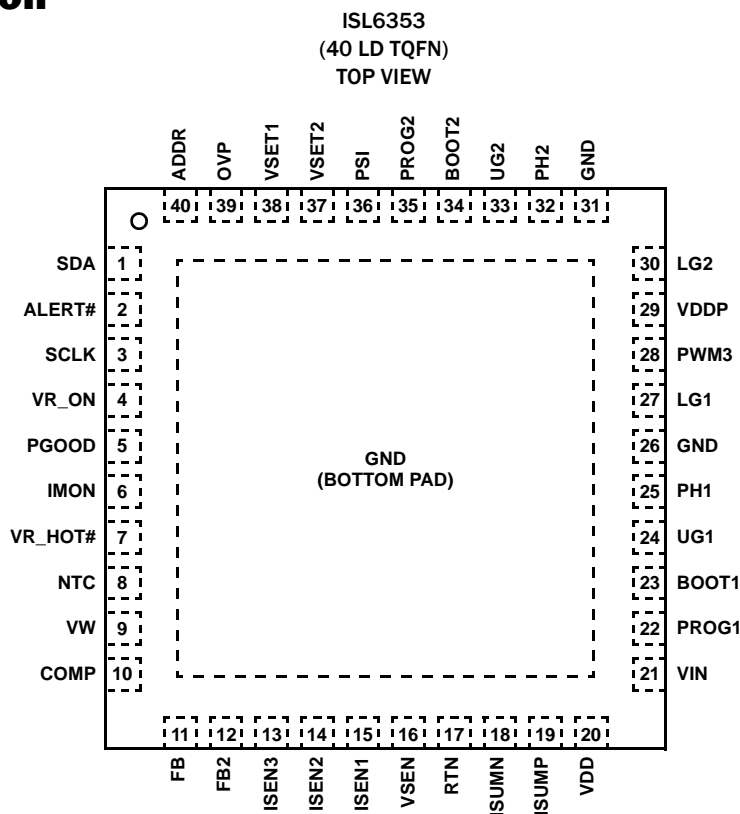 ISL6353
(40 LD TQFN)
TOP VIEW
ADDR
OVP
VSET1
VSET2
PSI
PROG2
BOOT2
UG2
PH2
GND
40 39 38 37 36 35 34 33 32 31
SDA 1
ALERT# 2
SCLK 3
VR_ON 4
PGOOD 5
IMON 6
VR_HOT# 7
NTC 8
VW 9
COMP 10
GND
(BOTTOM PAD)
30 LG2
29 VDDP
28 PWM3
27 LG1
26 GND
25 PH1
24 UG1
23 BOOT1
22 PROG1
21 VIN
11 12 13 14 15 16 17 18 19 20
FB
FB2
ISEN3
ISEN2
ISEN1
VSEN
RTN
ISUMN
ISUMP
VDD